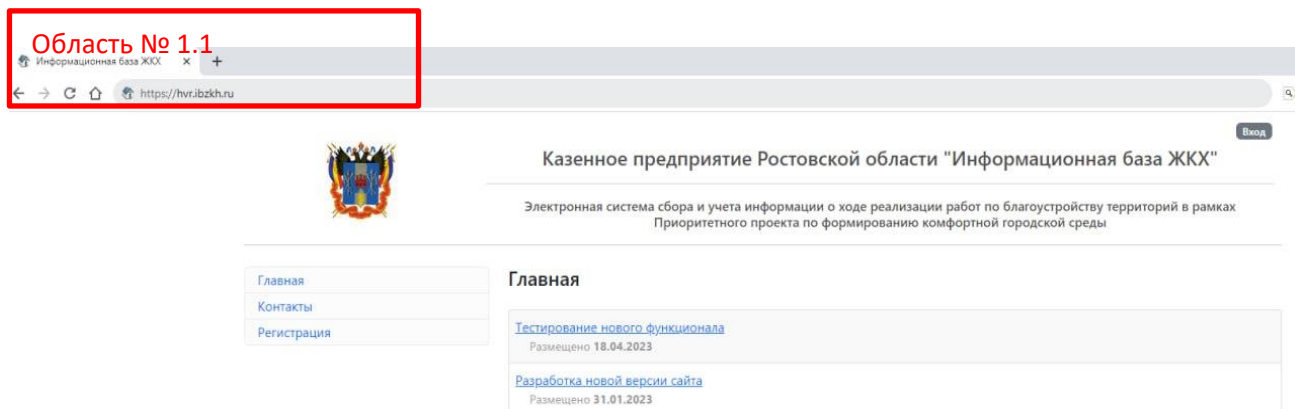 Область № 1.1
Информационная база ЖКХ
https://hvr.ibzkh.ru
Вход
Казенное предприятие Ростовской области "Информационная база ЖКХ"
Электронная система сбора и учета информации о ходе реализации работ по благоустройству территорий в рамках
Приоритетного проекта по формированию комфортной городской среды
Главная
Контакты
Регистрация
Главная
Тестирование нового функционала
Размещено 18.04.2023
Разработка новой версии сайта
Размещено 31.01.2023